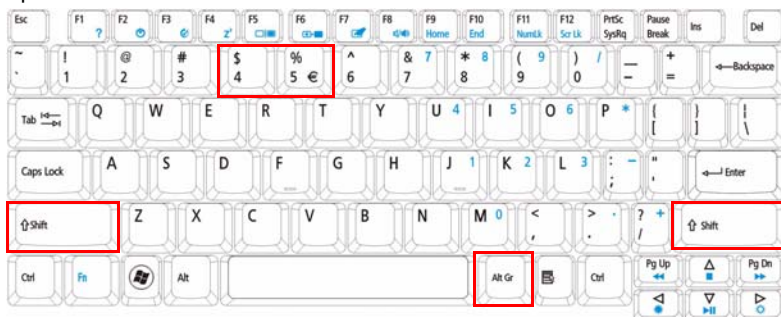 Esc F1 ? F2 F3 F4 zᶻ F5 F6 F7 F8 F9 Home F10 End F11 NumLk F12 Scr Lk PrtSc SysRq Pause Break Ins Del
~ ! 1 @ 2 # 3 $ 4 % 5 € ^ 6 & 7 7 * 8 8 ( 9 9 ) / 0 _ - + = Backspace
Tab Q W E R T Y U 4 I 5 O 6 P * { [ } ] | \
Caps Lock A S D F G H J 1 K 2 L 3 : - ; " ' Enter
Shift Z X C V B N M 0 < , > . . ? + / Shift
Ctrl Fn Alt Alt Gr Ctrl Pg Up Pg Dn